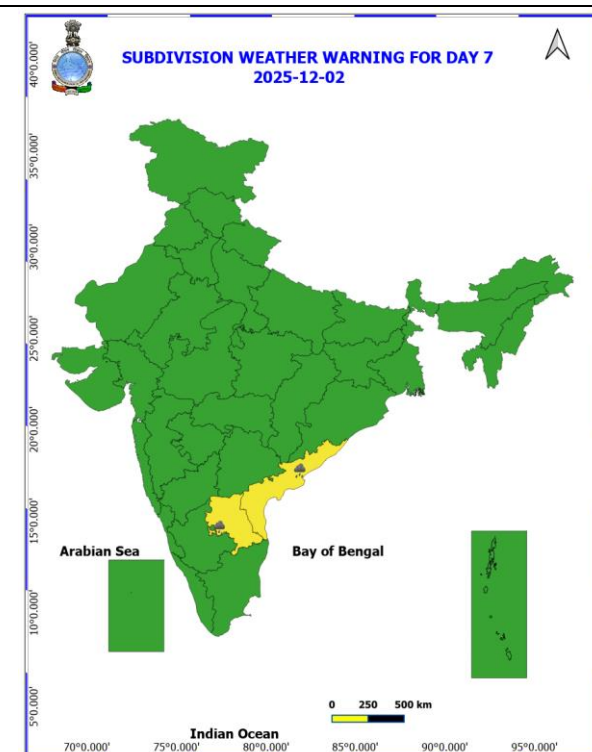 SUBDIVISION WEATHER WARNING FOR DAY 7
2025-12-02
40°0.000'
35°0.000'
30°0.000'
25°0.000'
20°0.000'
15°0.000'
Arabian Sea
Bay of Bengal
10°0.000'
5°0.000'
0 250 500 km
Indian Ocean
70°0.000' 75°0.000' 80°0.000' 85°0.000' 90°0.000' 95°0.000'